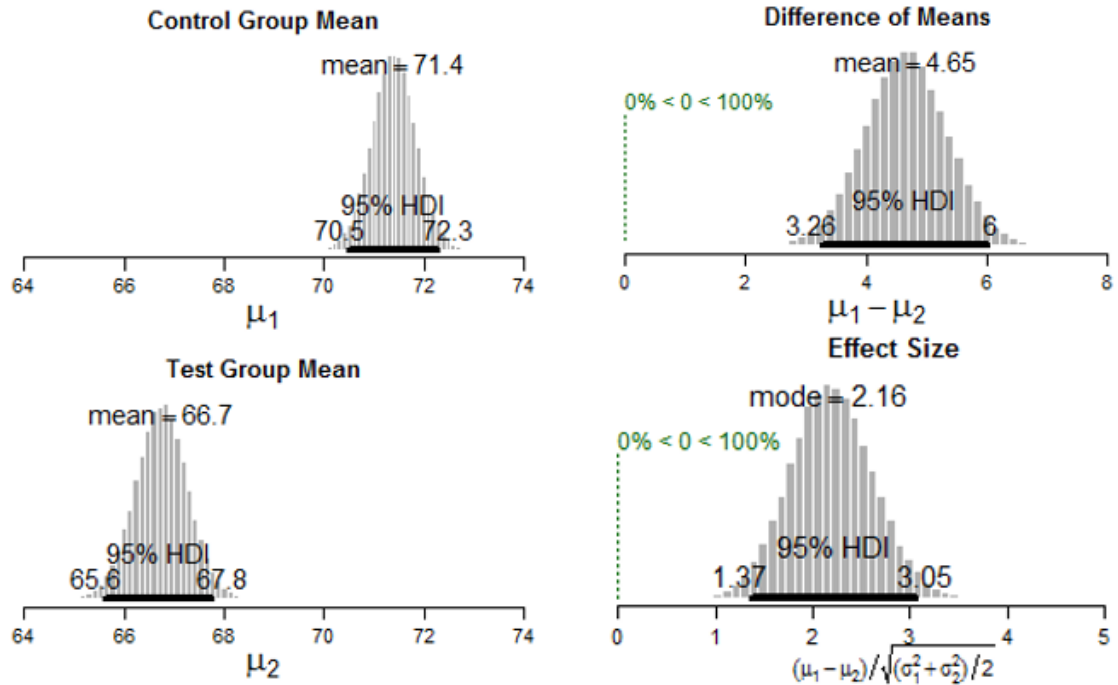 Control Group Mean
mean = 71.4
95% HDI
70.5 72.3
64 66 68 70 72 74
μ1
Difference of Means
mean = 4.65
0% < 0 < 100%
95% HDI
3.26 6
0 2 4 6 8
μ1 − μ2
Test Group Mean
mean = 66.7
95% HDI
65.6 67.8
64 66 68 70 72 74
μ2
Effect Size
mode = 2.16
0% < 0 < 100%
95% HDI
1.37 3.05
0 1 2 3 4 5
(μ1 − μ2)/√(σ1² + σ2²)/2